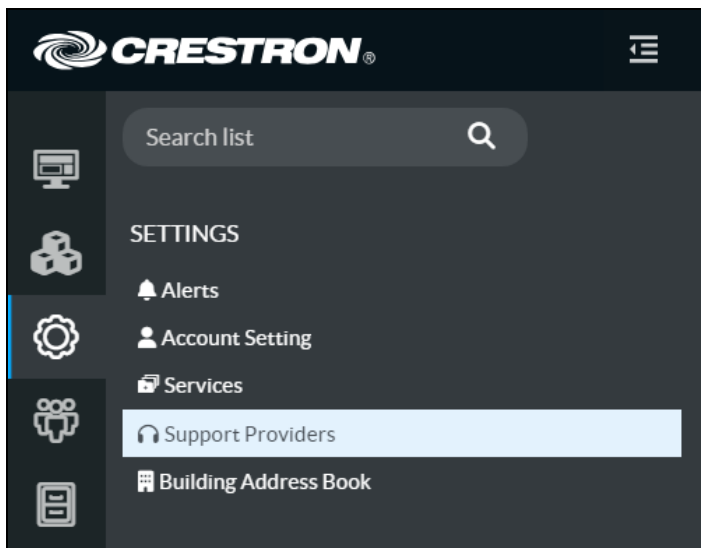 CRESTRON®
Search list
SETTINGS
Alerts
Account Setting
Services
Support Providers
Building Address Book